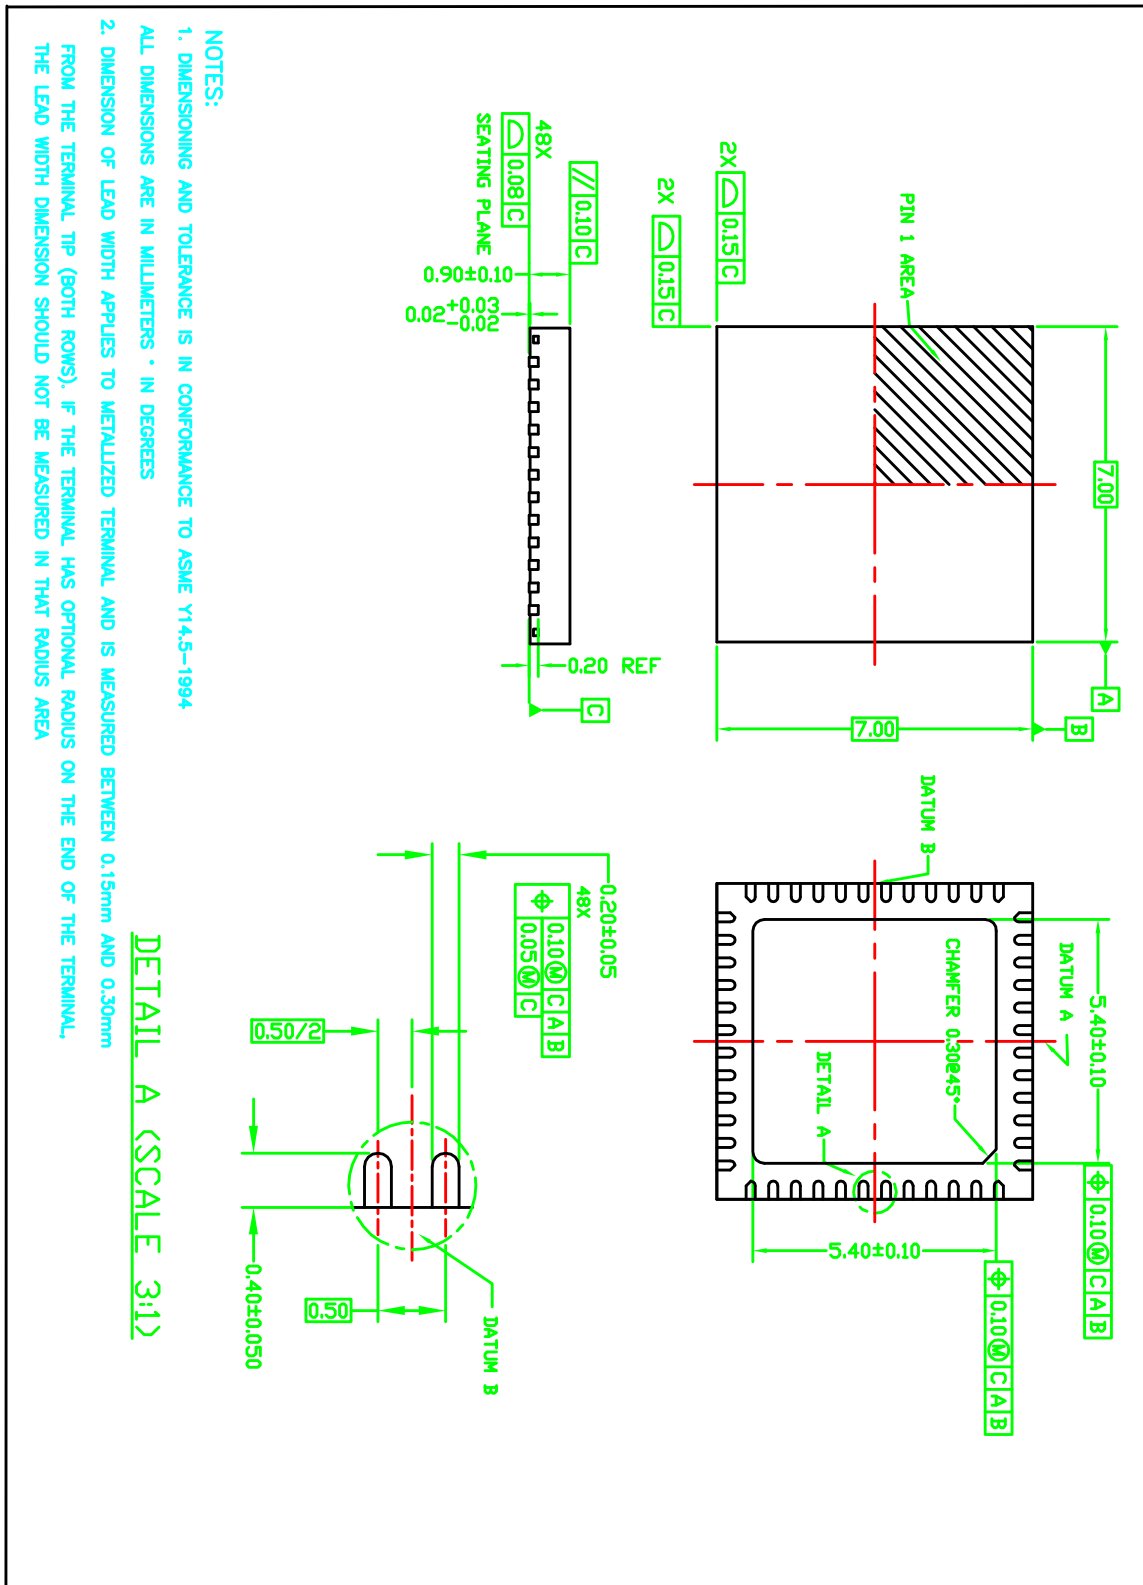 PIN 1 AREA
2X
0.15 C
2X
0.15 C
7.00
A
7.00
B
48X
// 0.10 C
0.08 C
SEATING PLANE
0.90±0.10
0.02 +0.03 -0.02
0.20 REF
C
DATUM B
DATUM A
5.40±0.10
CHAMFER 0.30@45°
DETAIL A
⌖ 0.10 Ⓜ C A B
5.40±0.10
⌖ 0.10 Ⓜ C A B
0.20±0.05
48X
⌖ 0.10 Ⓜ C A B
0.05 Ⓜ C
0.50/2
0.40±0.050
0.50
DATUM B
DETAIL A (SCALE 3:1)
NOTES:
1. DIMENSIONING AND TOLERANCE IS IN CONFORMANCE TO ASME Y14.5-1994
ALL DIMENSIONS ARE IN MILLIMETERS ° IN DEGREES
2. DIMENSION OF LEAD WIDTH APPLIES TO METALLIZED TERMINAL AND IS MEASURED BETWEEN 0.15mm AND 0.30mm
FROM THE TERMINAL TIP (BOTH ROWS). IF THE TERMINAL HAS OPTIONAL RADIUS ON THE END OF THE TERMINAL,
THE LEAD WIDTH DIMENSION SHOULD NOT BE MEASURED IN THAT RADIUS AREA